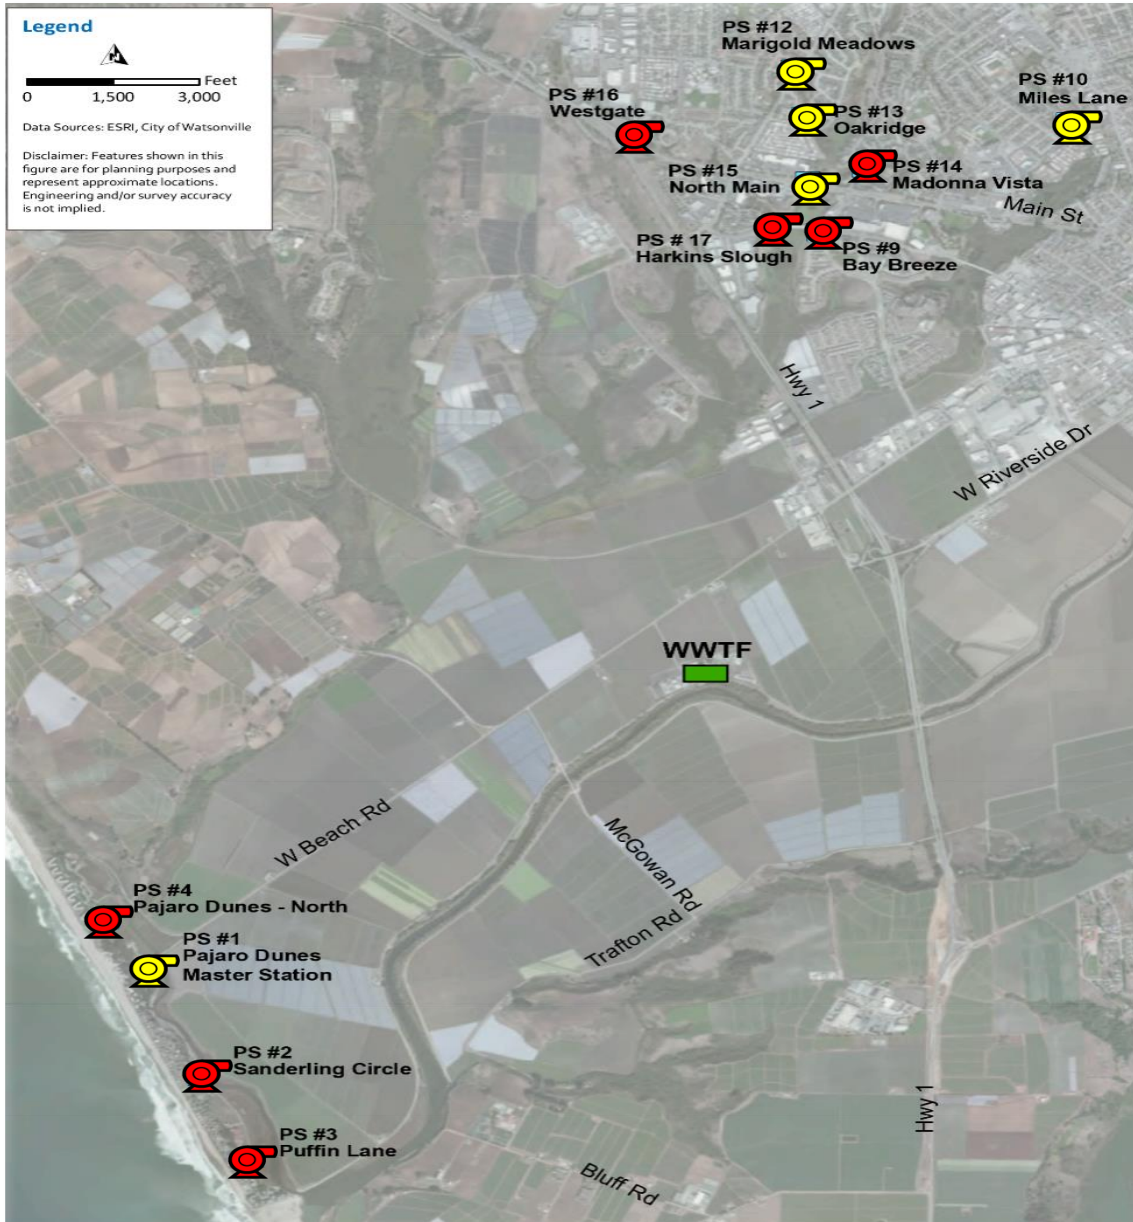 Legend
Feet
0 1,500 3,000
Data Sources: ESRI, City of Watsonville
Disclaimer: Features shown in this
figure are for planning purposes and
represent approximate locations.
Engineering and/or survey accuracy
is not implied.
PS #12
Marigold Meadows
PS #10
Miles Lane
PS #16
Westgate
PS #13
Oakridge
PS #15
North Main
PS #14
Madonna Vista
Main St
PS # 17
Harkins Slough
PS #9
Bay Breeze
Hwy 1
W Riverside Dr
WWTF
W Beach Rd
McGowan Rd
Trafton Rd
PS #4
Pajaro Dunes - North
PS #1
Pajaro Dunes
Master Station
PS #2
Sanderling Circle
PS #3
Puffin Lane
Hwy 1
Bluff Rd